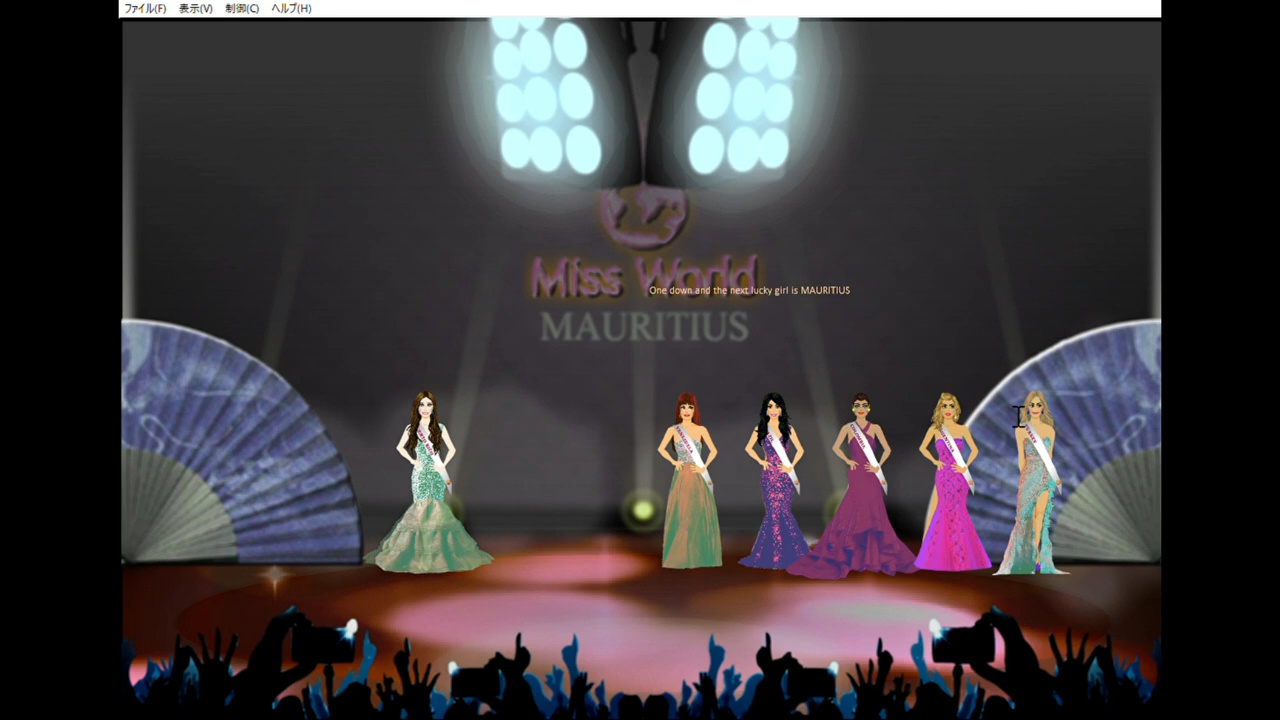 ファイル(F) 表示(V) 制御(C) ヘルプ(H)
Miss World
One down and the next lucky girl is MAURITIUS
MAURITIUS